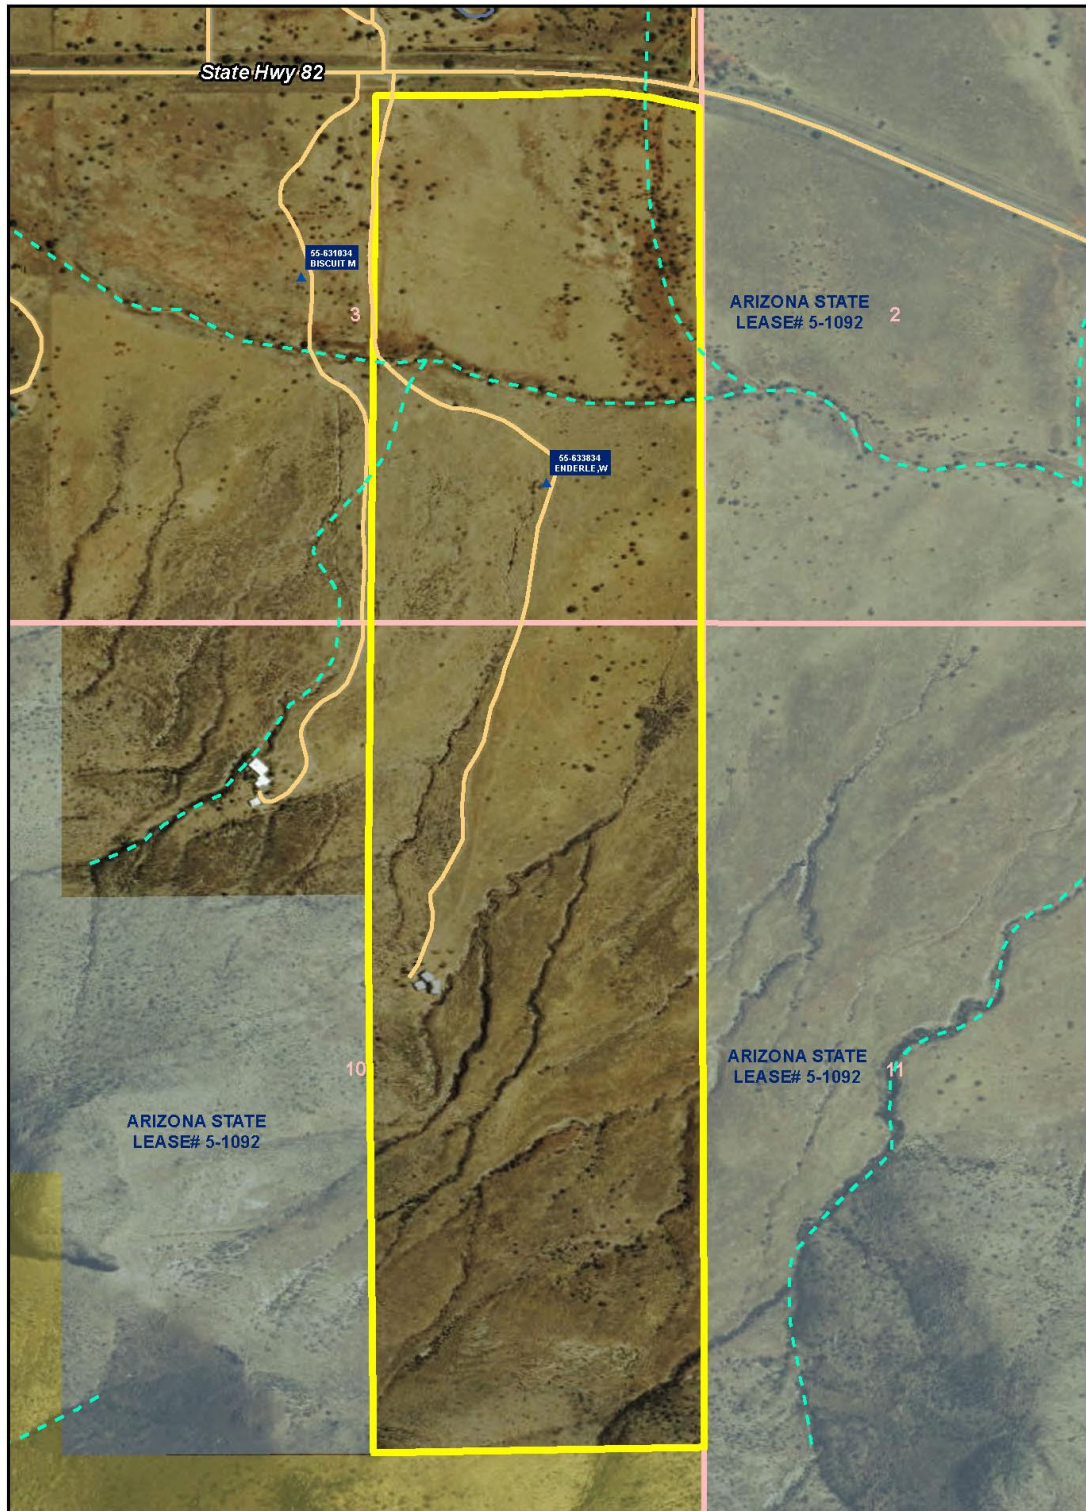 State Hwy 82
55-631034
BISCUIT M
3
ARIZONA STATE
LEASE# 5-1092
2
55-633834
ENDERLE,W
10
ARIZONA STATE
LEASE# 5-1092
11
ARIZONA STATE
LEASE# 5-1092